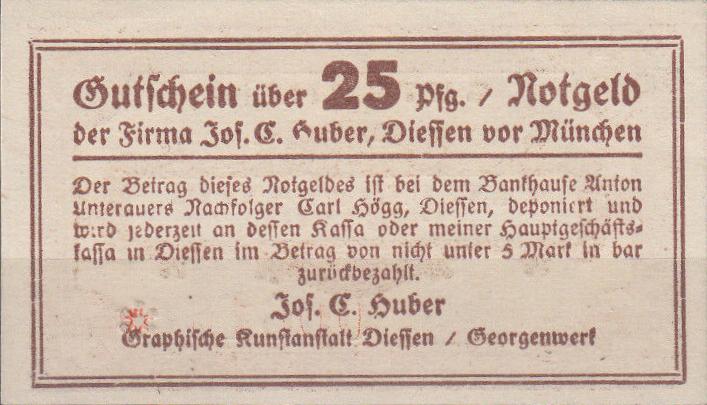 Gutschein über 25 Pfg. / Notgeld
der Firma Jos. C. Huber, Diessen vor München
Der Betrag dieses Notgeldes ist bei dem Bankhause Anton
Unterauers Nachfolger Carl Högg, Diessen, deponiert und
wird jederzeit an dessen Kassa oder meiner Hauptgeschäfts-
kassa in Diessen im Betrag von nicht unter 5 Mark in bar
zurückbezahlt.
Jos. C. Huber
Graphische Kunstanstalt Diessen / Georgenwerk